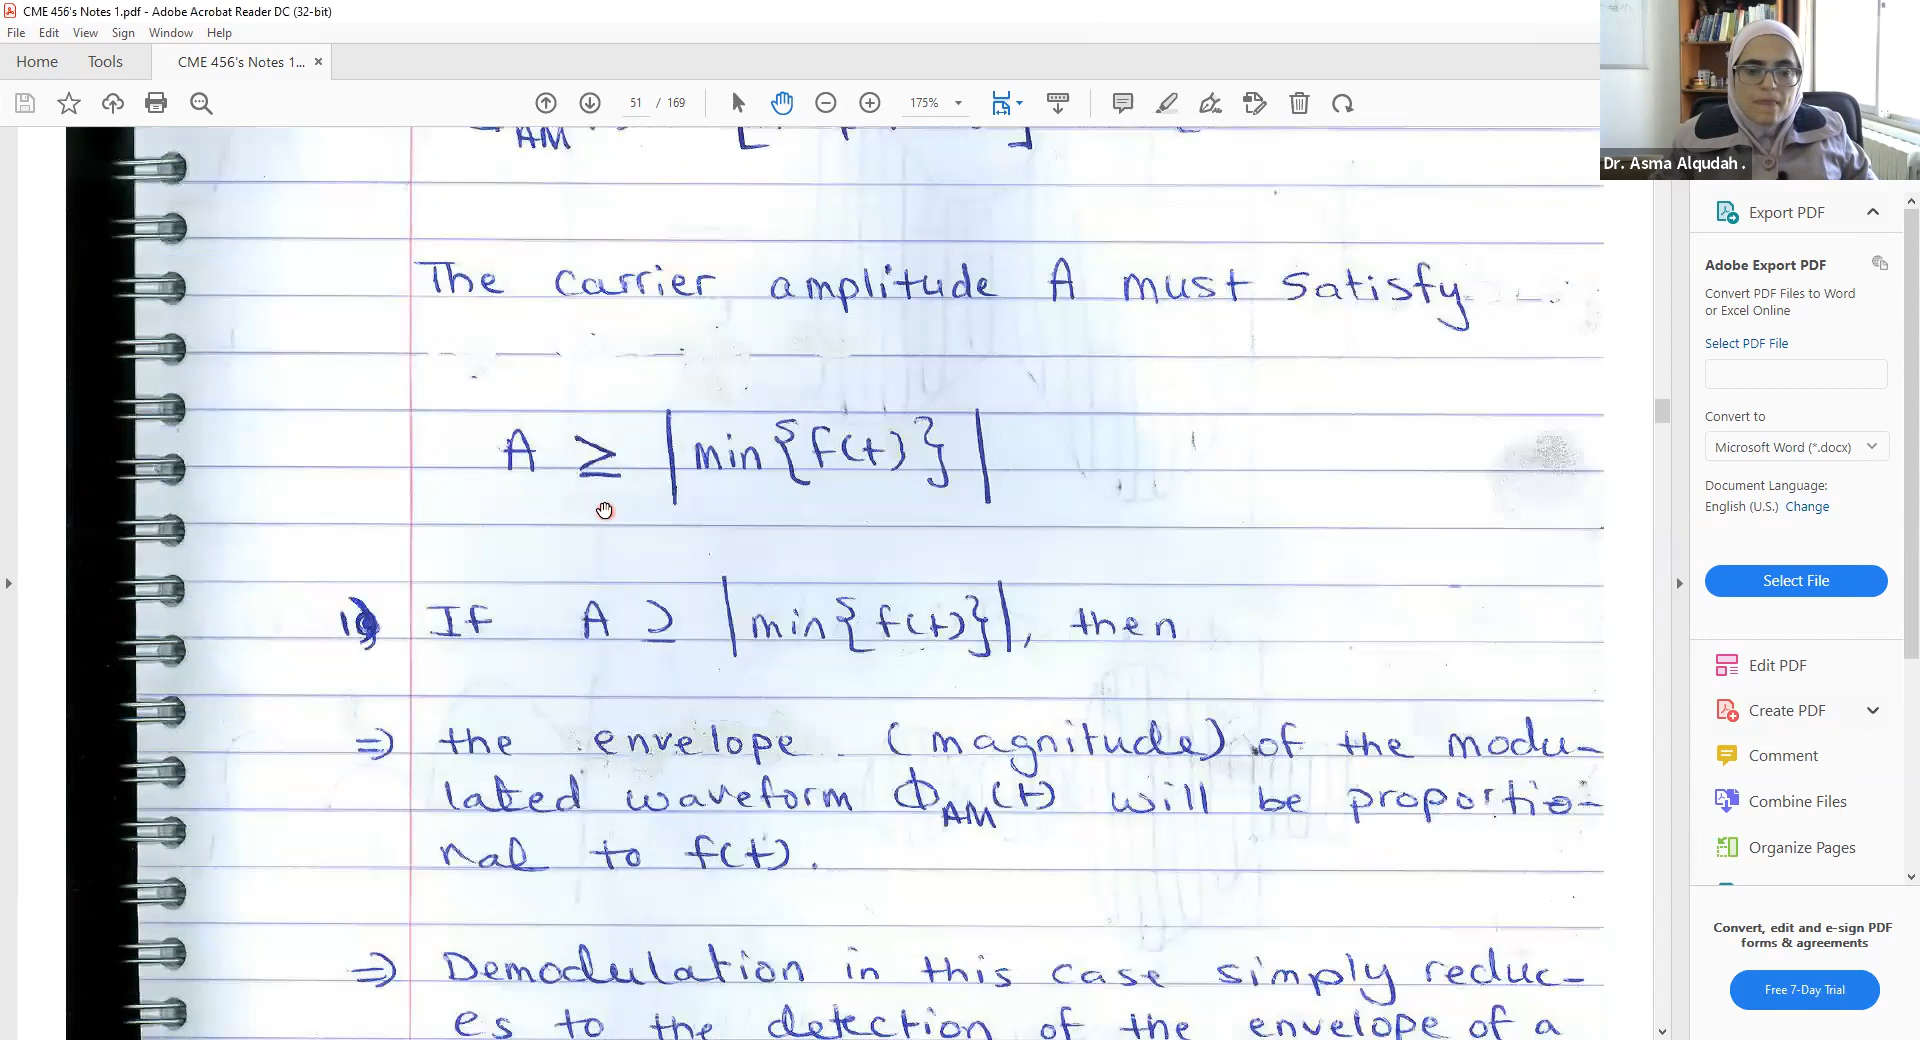 CME 456's Notes 1.pdf - Adobe Acrobat Reader DC (32-bit)
File Edit View Sign Window Help
Home Tools CME 456's Notes 1... ×
51 / 169 175%
AM
The carrier amplitude A must satisfy
A ≥ |min{f(t)}|
1) If A ≥ |min{f(t)}|, then
⇒ the envelope (magnitude) of the modu-
lated waveform Φ_AM(t) will be proportio-
nal to f(t).
⇒ Demodulation in this case simply reduc-
es to the detection of the envelope of a
Dr. Asma Alqudah .
Export PDF
Adobe Export PDF
Convert PDF Files to Word
or Excel Online
Select PDF File
Convert to
Microsoft Word (*.docx)
Document Language:
English (U.S.) Change
Select File
Edit PDF
Create PDF
Comment
Combine Files
Organize Pages
Convert, edit and e-sign PDF
forms & agreements
Free 7-Day Trial